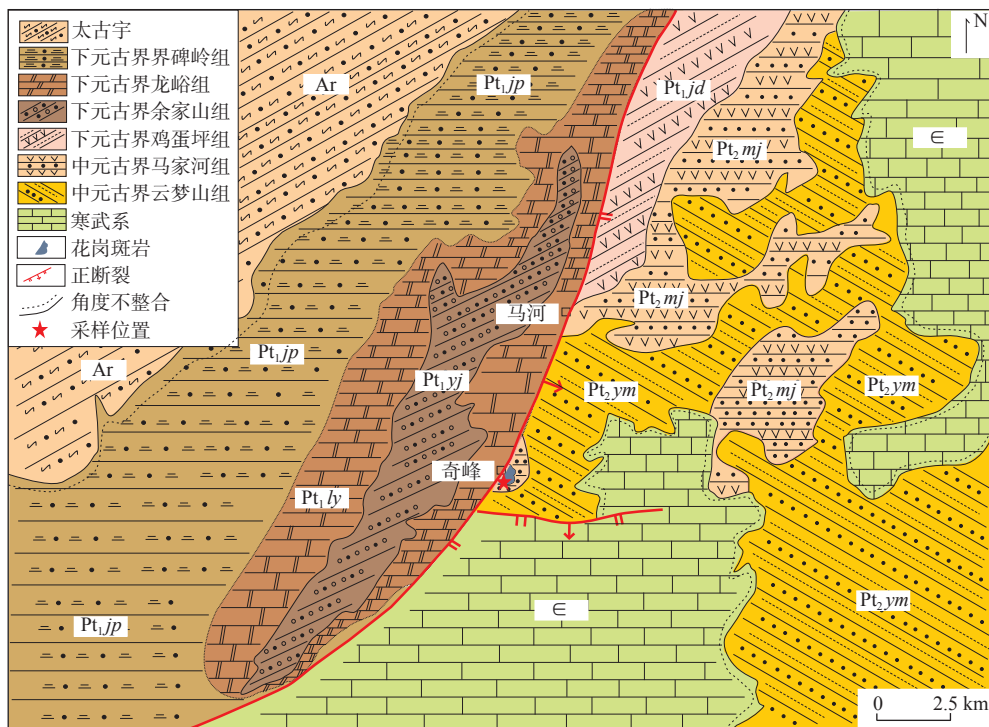 太古宇
下元古界界碑岭组
下元古界龙峪组
下元古界余家山组
下元古界鸡蛋坪组
中元古界马家河组
中元古界云梦山组
寒武系
花岗斑岩
正断裂
角度不整合
采样位置
N
Ar
Pt₁jp
Pt₁jd
Pt₂mj
∈
马河
Pt₂mj
Pt₁jp
Ar
Pt₁yj
Pt₂ym
Pt₂mj
Pt₂ym
奇峰
Pt₁ly
∈
Pt₁jp
Pt₂ym
0 2.5 km